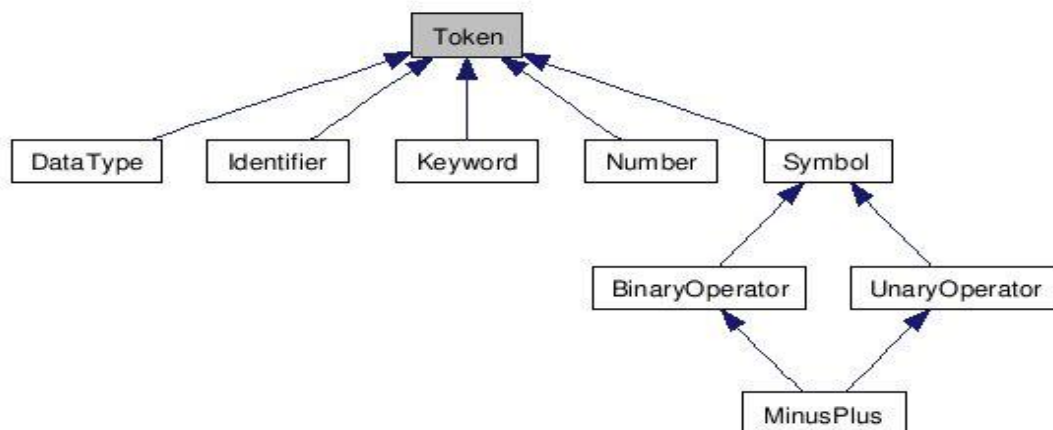 Token
DataType
Identifier
Keyword
Number
Symbol
BinaryOperator
UnaryOperator
MinusPlus